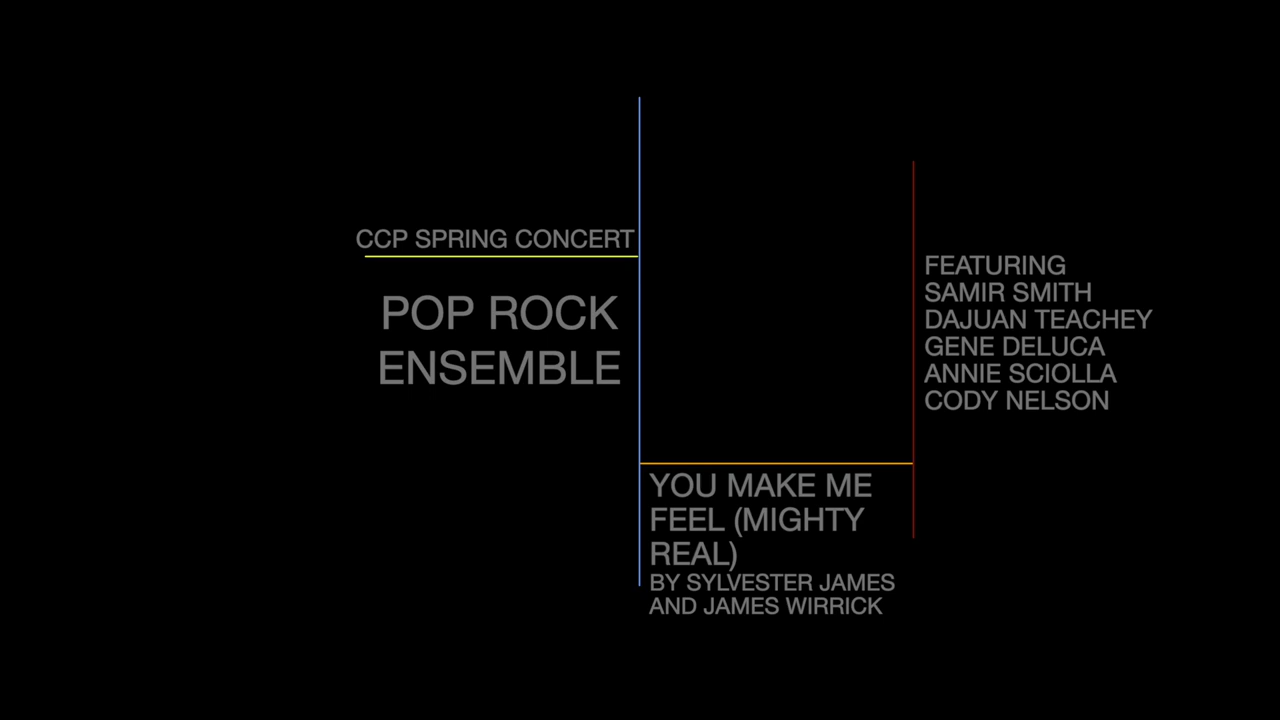 CCP SPRING CONCERT
POP ROCK
ENSEMBLE
YOU MAKE ME
FEEL (MIGHTY
REAL)
BY SYLVESTER JAMES
AND JAMES WIRRICK
FEATURING
SAMIR SMITH
DAJUAN TEACHEY
GENE DELUCA
ANNIE SCIOLLA
CODY NELSON